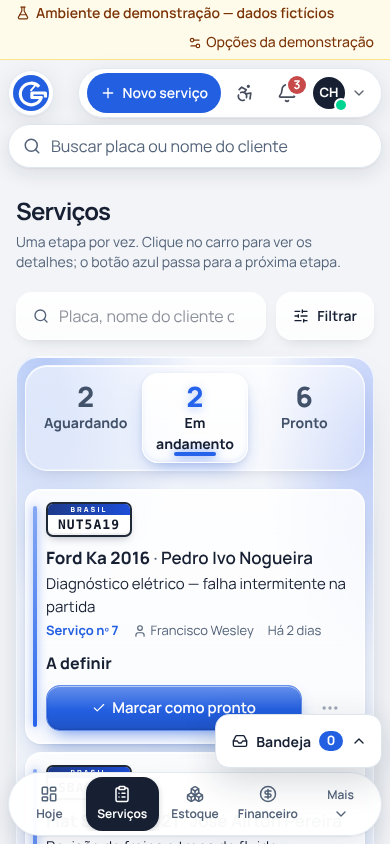 Ambiente de demonstração — dados fictícios
Opções da demonstração
Novo serviço
3
CH
Buscar placa ou nome do cliente
Serviços
Uma etapa por vez. Clique no carro para ver os
detalhes; o botão azul passa para a próxima etapa.
Placa, nome do cliente c
Filtrar
2
Aguardando
2
Em
andamento
6
Pronto
BRASIL
NUT5A19
Ford Ka 2016 · Pedro Ivo Nogueira
Diagnóstico elétrico — falha intermitente na
partida
Serviço nº 7
Francisco Wesley
Há 2 dias
A definir
Marcar como pronto
Bandeja 0
BRASIL
Hoje
Serviços
Estoque
Financeiro
Mais